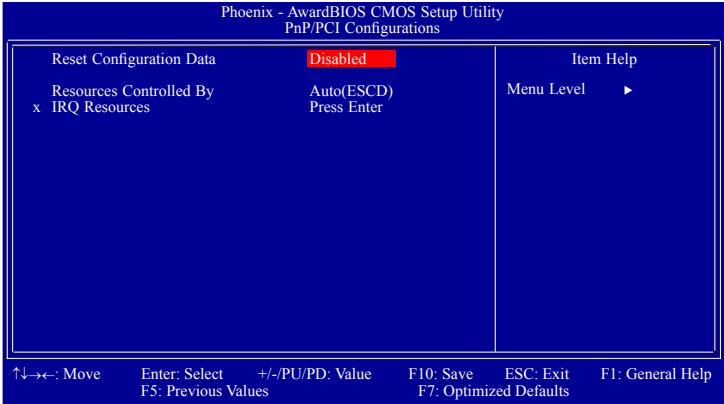 Phoenix - AwardBIOS CMOS Setup Utility
PnP/PCI Configurations
Reset Configuration Data Disabled
Resources Controlled By Auto(ESCD)
x IRQ Resources Press Enter
Item Help
Menu Level ►
↑↓→←: Move Enter: Select +/-/PU/PD: Value F10: Save ESC: Exit F1: General Help
F5: Previous Values F7: Optimized Defaults